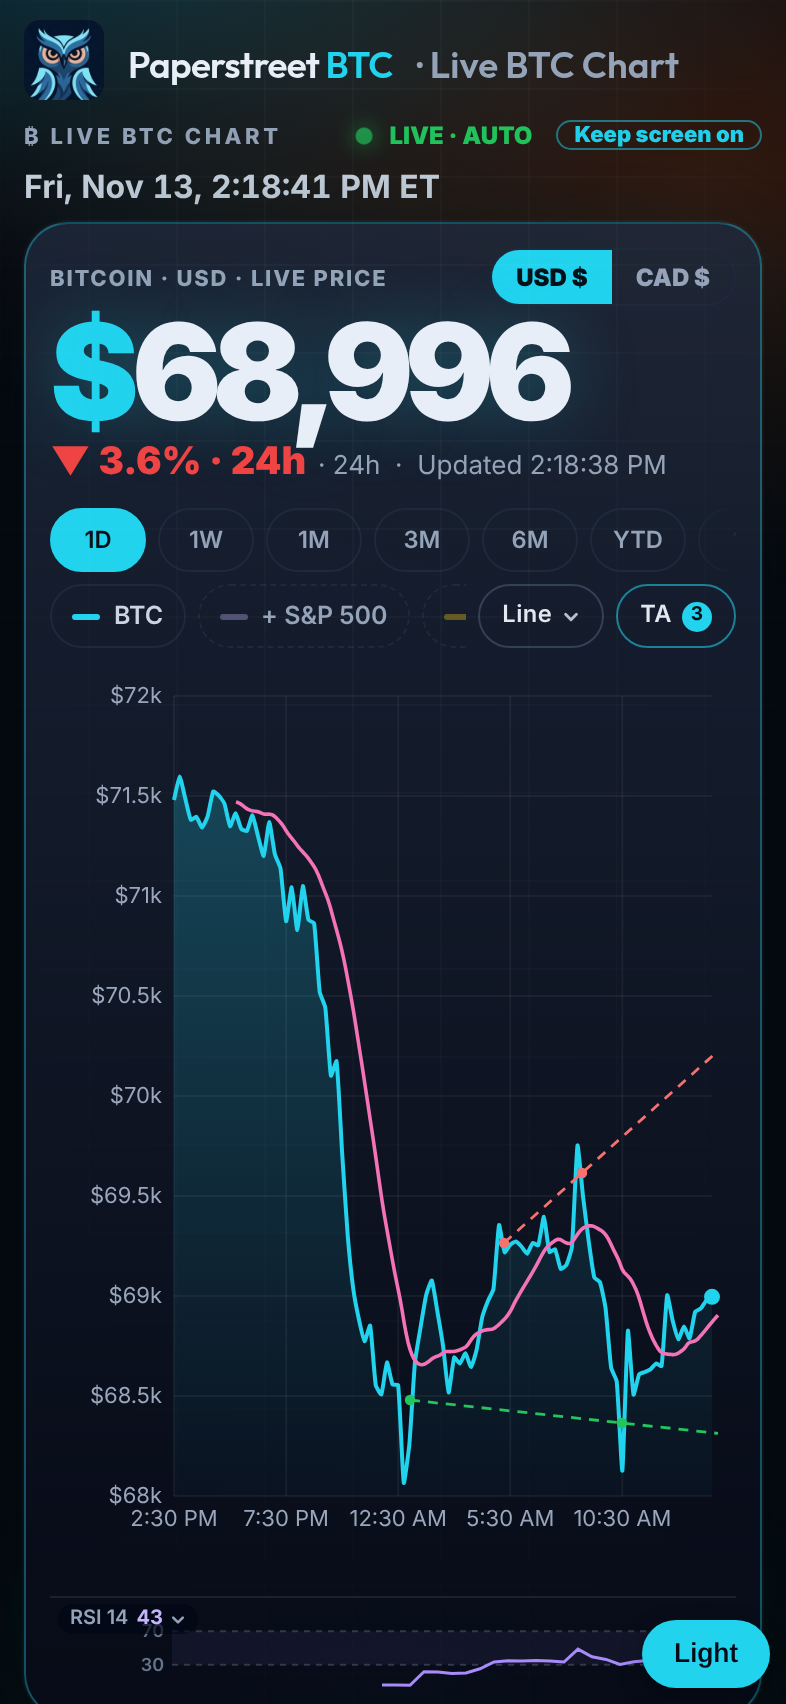 Paperstreet BTC · Live BTC Chart
₿ LIVE BTC CHART LIVE · AUTO Keep screen on
Fri, Nov 13, 2:18:41 PM ET
BITCOIN · USD · LIVE PRICE USD $ CAD $
$68,996
▼ 3.6% · 24h · 24h · Updated 2:18:38 PM
1D 1W 1M 3M 6M YTD
BTC + S&P 500 Line TA 3
$72k
$71.5k
$71k
$70.5k
$70k
$69.5k
$69k
$68.5k
$68k
2:30 PM 7:30 PM 12:30 AM 5:30 AM 10:30 AM
RSI 14 43
70
30
Light